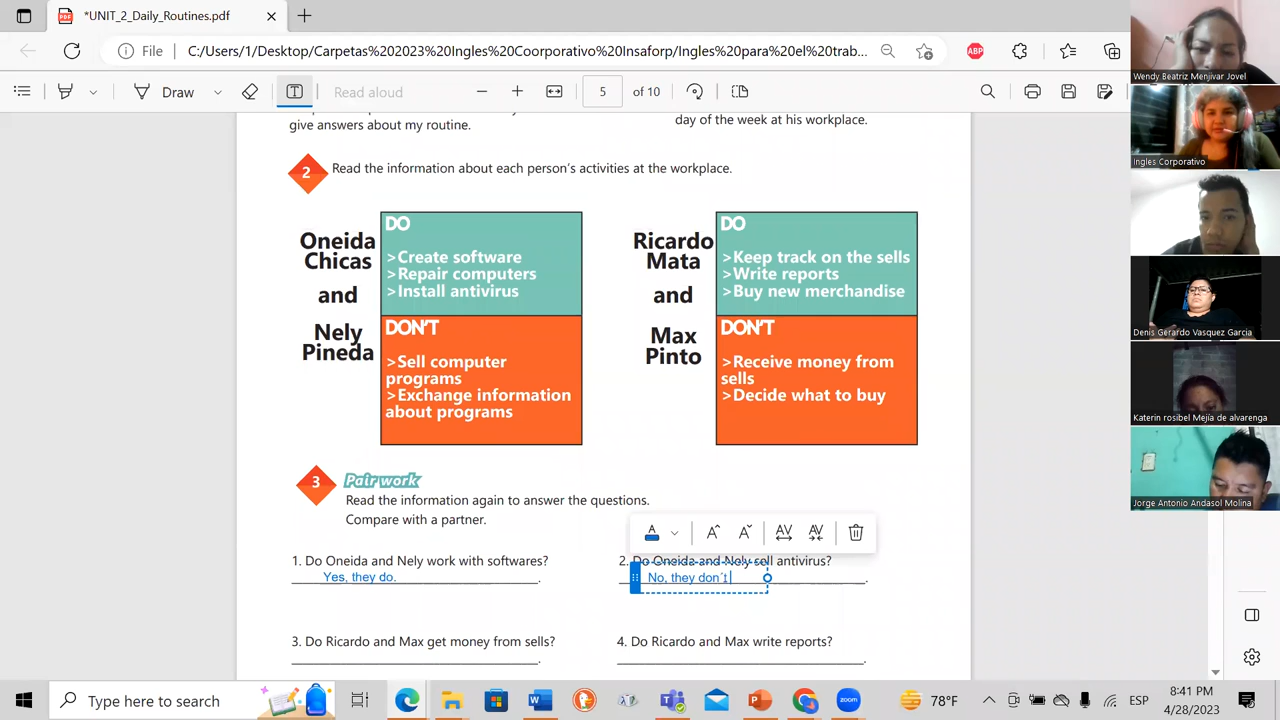 *UNIT_2_Daily_Routines.pdf
File
C:/Users/1/Desktop/Carpetas%202023%20Ingles%20Coorporativo%20Insaforp/Ingles%20para%20el%20trab...
ABP
Draw
Read aloud
5
of 10
give answers about my routine.
day of the week at his workplace.
2
Read the information about each person's activities at the workplace.
Oneida
Chicas
and
Nely
Pineda
DO
>Create software
>Repair computers
>Install antivirus
DON'T
>Sell computer
programs
>Exchange information
about programs
Ricardo
Mata
and
Max
Pinto
DO
>Keep track on the sells
>Write reports
>Buy new merchandise
DON'T
>Receive money from
sells
>Decide what to buy
3
Pair work
Read the information again to answer the questions.
Compare with a partner.
1. Do Oneida and Nely work with softwares?
Yes, they do.
2. Do Oneida and Nely sell antivirus?
No, they don´t
3. Do Ricardo and Max get money from sells?
4. Do Ricardo and Max write reports?
Wendy Beatriz Menjivar Jovel
Ingles Corporativo
Denis Gerardo Vasquez Garcia
Katerin rosibel Mejía de alvarenga
Jorge Antonio Andasol Molina
Type here to search
zoom
78°F
ESP
8:41 PM
4/28/2023